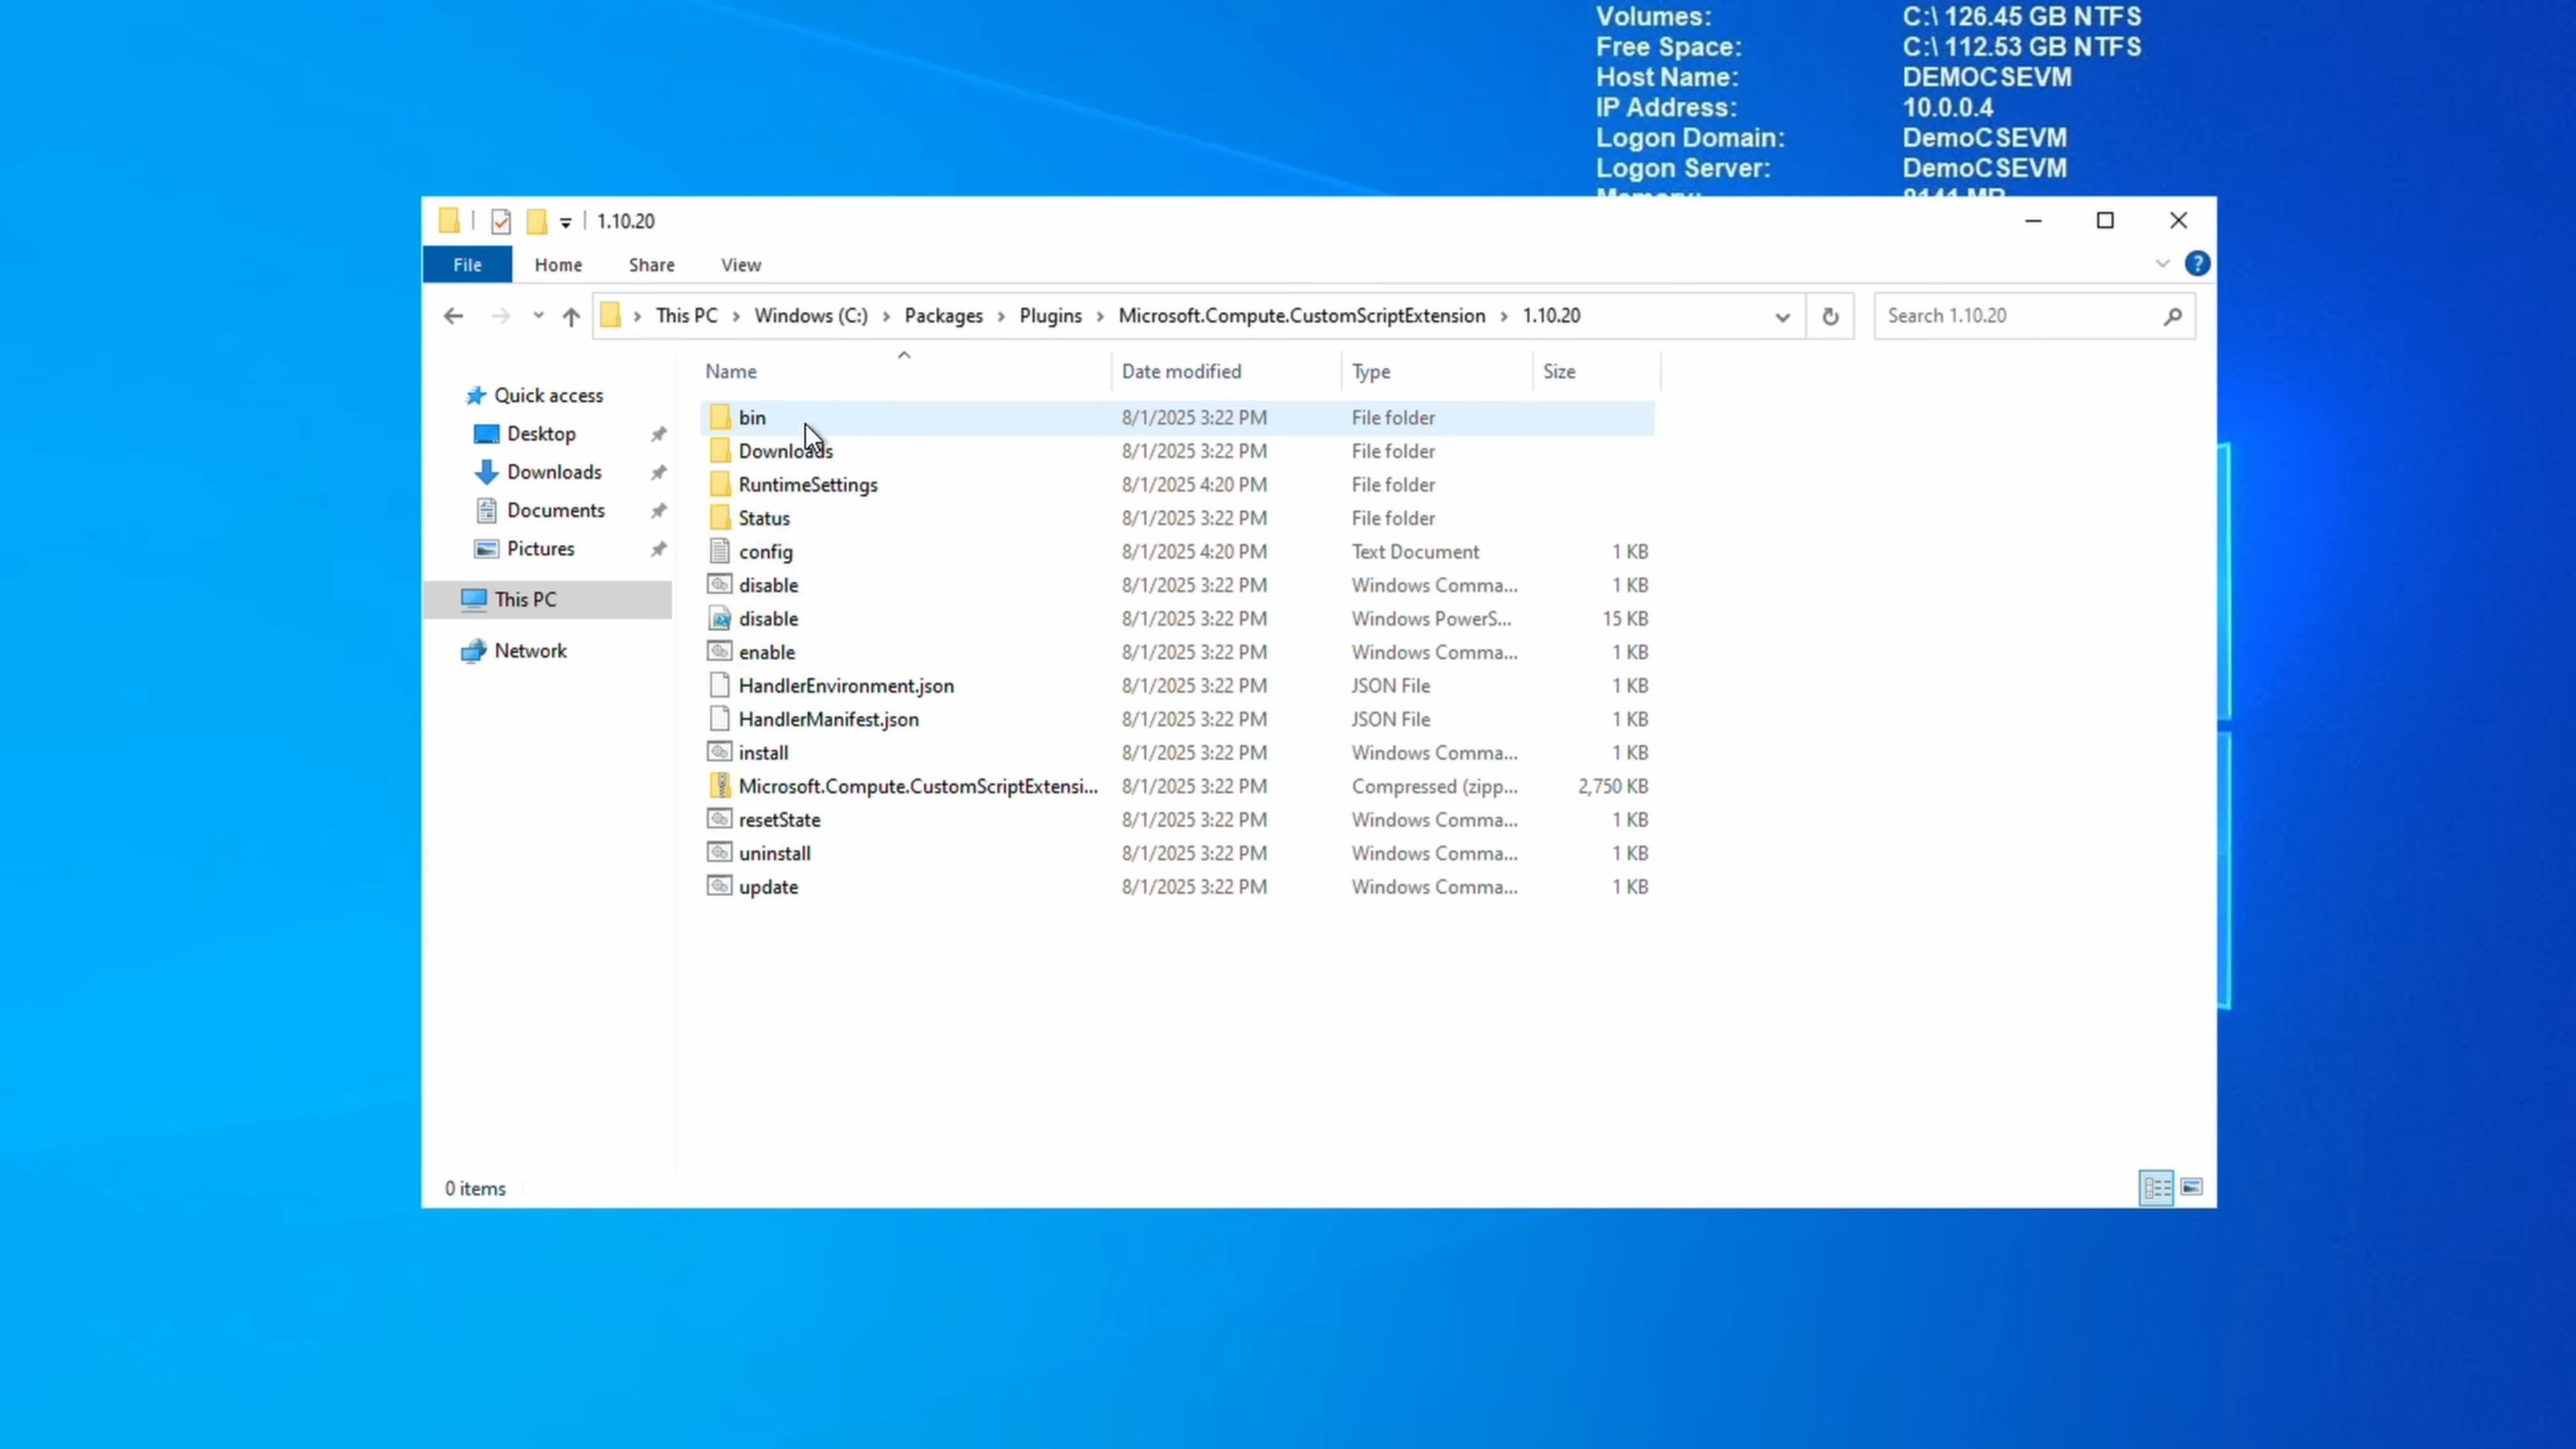 Volumes: C:\ 126.45 GB NTFS
Free Space: C:\ 112.53 GB NTFS
Host Name: DEMOCSEVM
IP Address: 10.0.0.4
Logon Domain: DemoCSEVM
Logon Server: DemoCSEVM
Memory: 8141 MB
1.10.20
File Home Share View
This PC Windows (C:) Packages Plugins Microsoft.Compute.CustomScriptExtension 1.10.20 Search 1.10.20
Name Date modified Type Size
Quick access
Desktop
Downloads
Documents
Pictures
This PC
Network
bin 8/1/2025 3:22 PM File folder
Downloads 8/1/2025 3:22 PM File folder
RuntimeSettings 8/1/2025 4:20 PM File folder
Status 8/1/2025 3:22 PM File folder
config 8/1/2025 4:20 PM Text Document 1 KB
disable 8/1/2025 3:22 PM Windows Comma... 1 KB
disable 8/1/2025 3:22 PM Windows PowerS... 15 KB
enable 8/1/2025 3:22 PM Windows Comma... 1 KB
HandlerEnvironment.json 8/1/2025 3:22 PM JSON File 1 KB
HandlerManifest.json 8/1/2025 3:22 PM JSON File 1 KB
install 8/1/2025 3:22 PM Windows Comma... 1 KB
Microsoft.Compute.CustomScriptExtensi... 8/1/2025 3:22 PM Compressed (zipp... 2,750 KB
resetState 8/1/2025 3:22 PM Windows Comma... 1 KB
uninstall 8/1/2025 3:22 PM Windows Comma... 1 KB
update 8/1/2025 3:22 PM Windows Comma... 1 KB
0 items